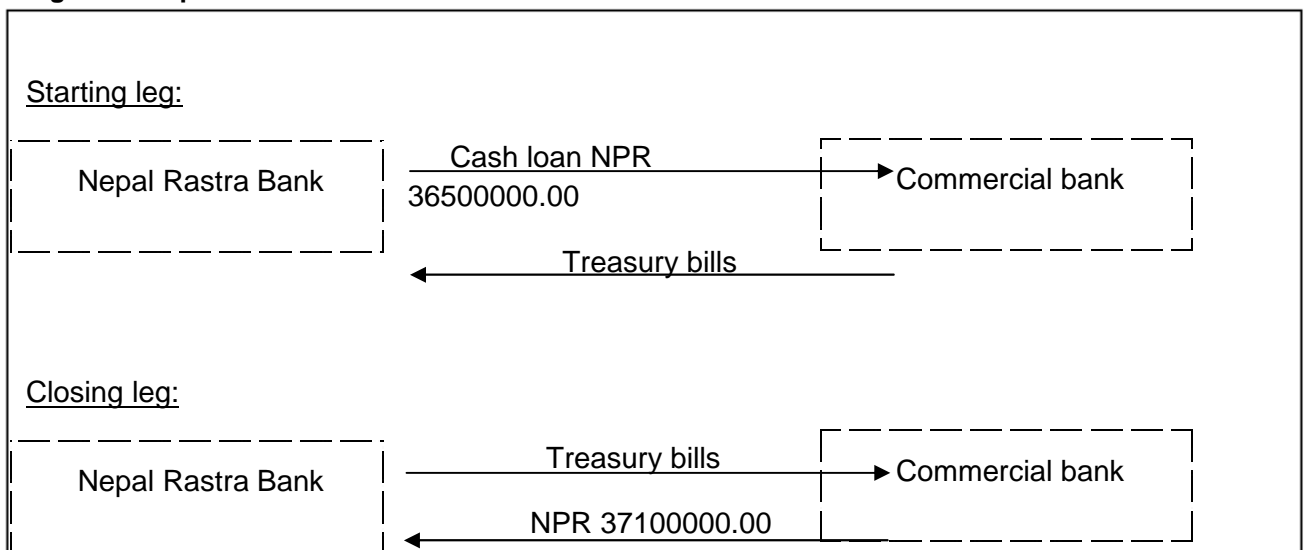 Starting leg:
Nepal Rastra Bank
Cash loan NPR
36500000.00
Commercial bank
Treasury bills
Closing leg:
Nepal Rastra Bank
Treasury bills
Commercial bank
NPR 37100000.00